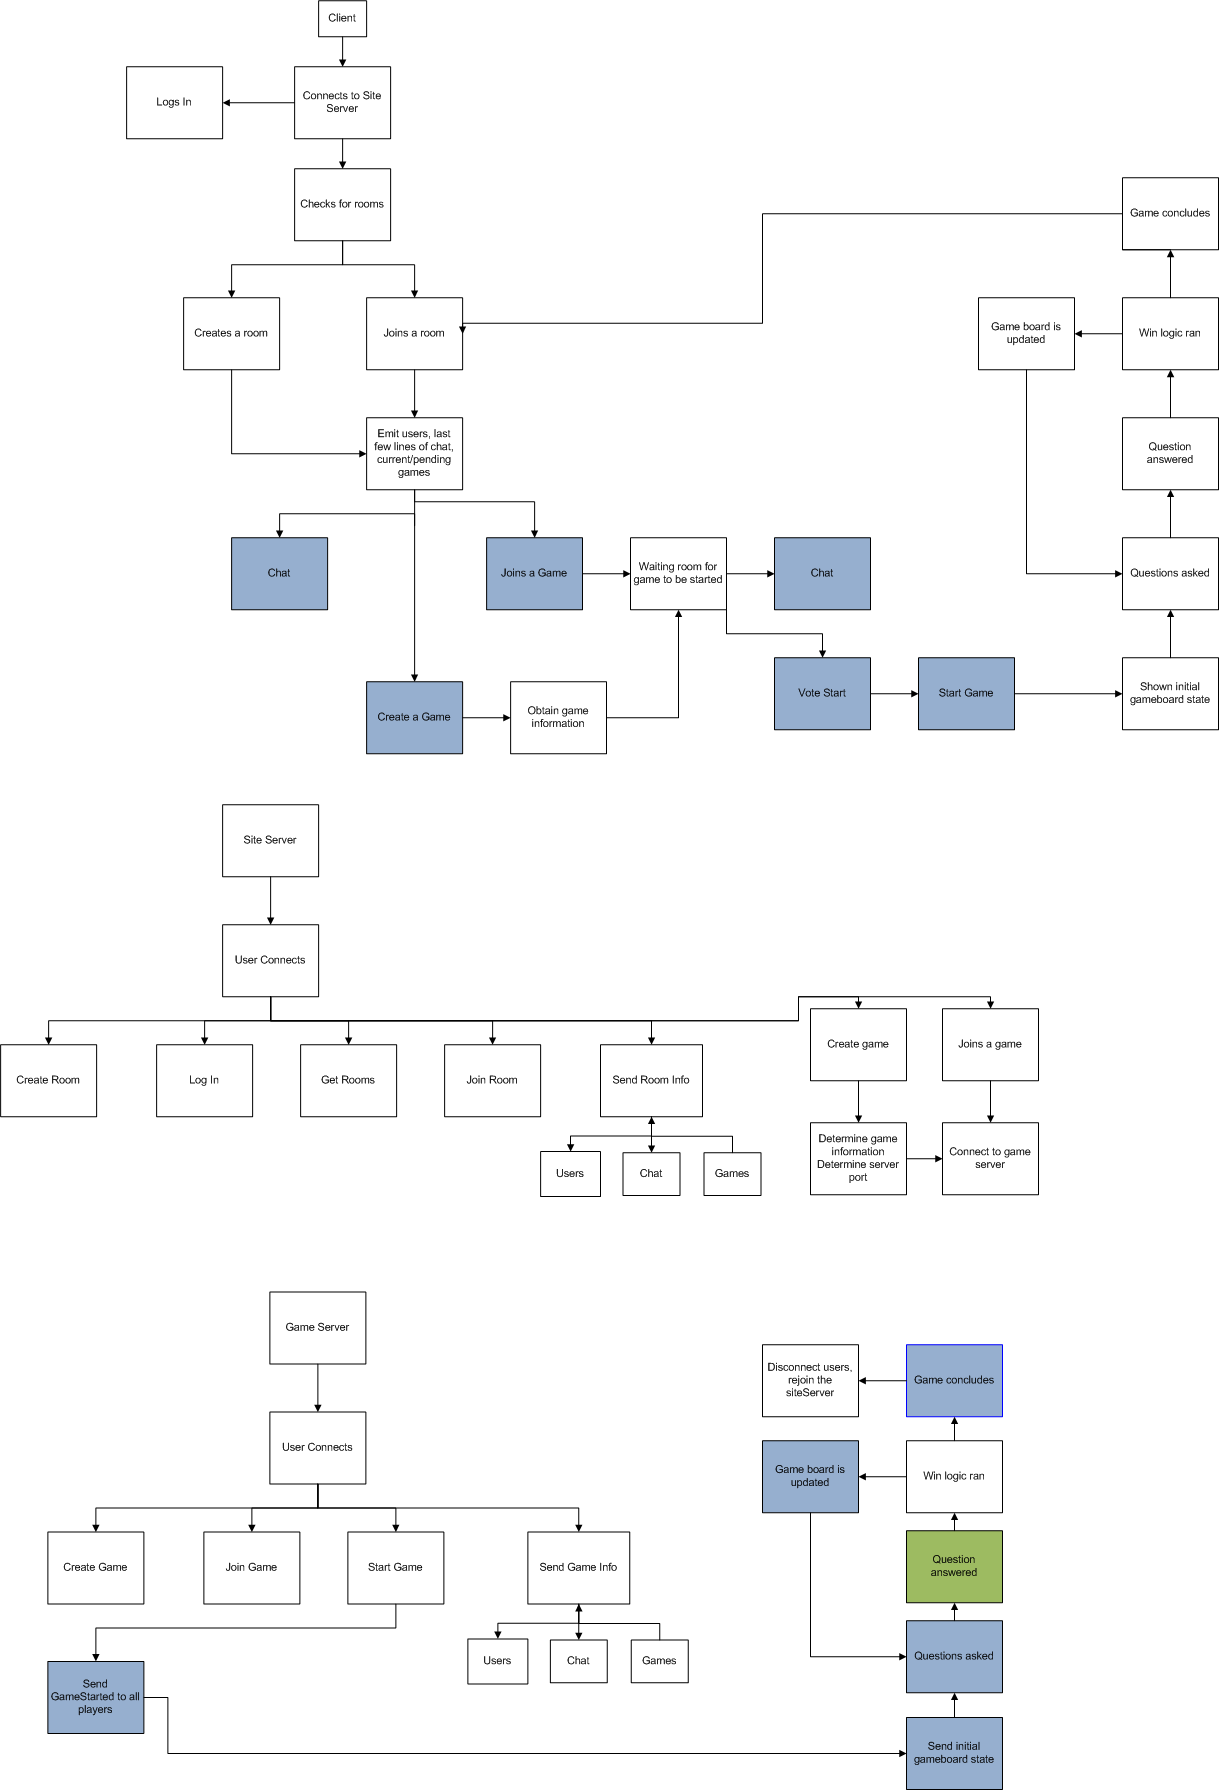 Client
Logs In
Connects to Site
Server
Checks for rooms
Game concludes
Creates a room
Joins a room
Game board is
updated
Win logic ran
Emit users, last
few lines of chat,
current/pending
games
Question
answered
Chat
Joins a Game
Waiting room for
game to be started
Chat
Questions asked
Create a Game
Obtain game
information
Vote Start
Start Game
Shown initial
gameboard state
Site Server
User Connects
Create Room
Log In
Get Rooms
Join Room
Send Room Info
Create game
Joins a game
Users
Chat
Games
Determine game
information
Determine server
port
Connect to game
server
Game Server
User Connects
Disconnect users,
rejoin the
siteServer
Game concludes
Game board is
updated
Win logic ran
Create Game
Join Game
Start Game
Send Game Info
Question
answered
Users
Chat
Games
Questions asked
Send
GameStarted to all
players
Send initial
gameboard state